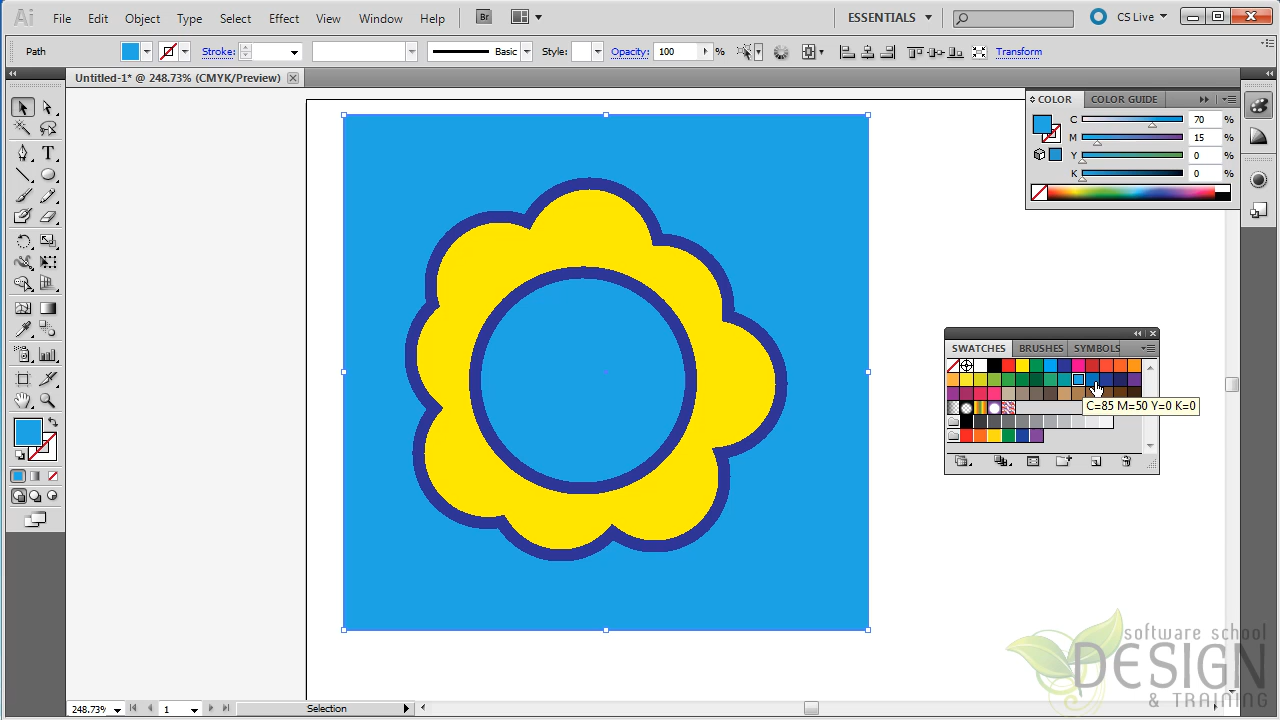 Ai File Edit Object Type Select Effect View Window Help Br ESSENTIALS CS Live
Path Stroke: Basic Style: Opacity: 100 % Transform
Untitled-1* @ 248.73% (CMYK/Preview)
COLOR COLOR GUIDE
C 70 %
M 15 %
Y 0 %
K 0 %
T
SWATCHES BRUSHES SYMBOLS
C=85 M=50 Y=0 K=0
software school
DESIGN
& TRAINING
248.73% 1 Selection